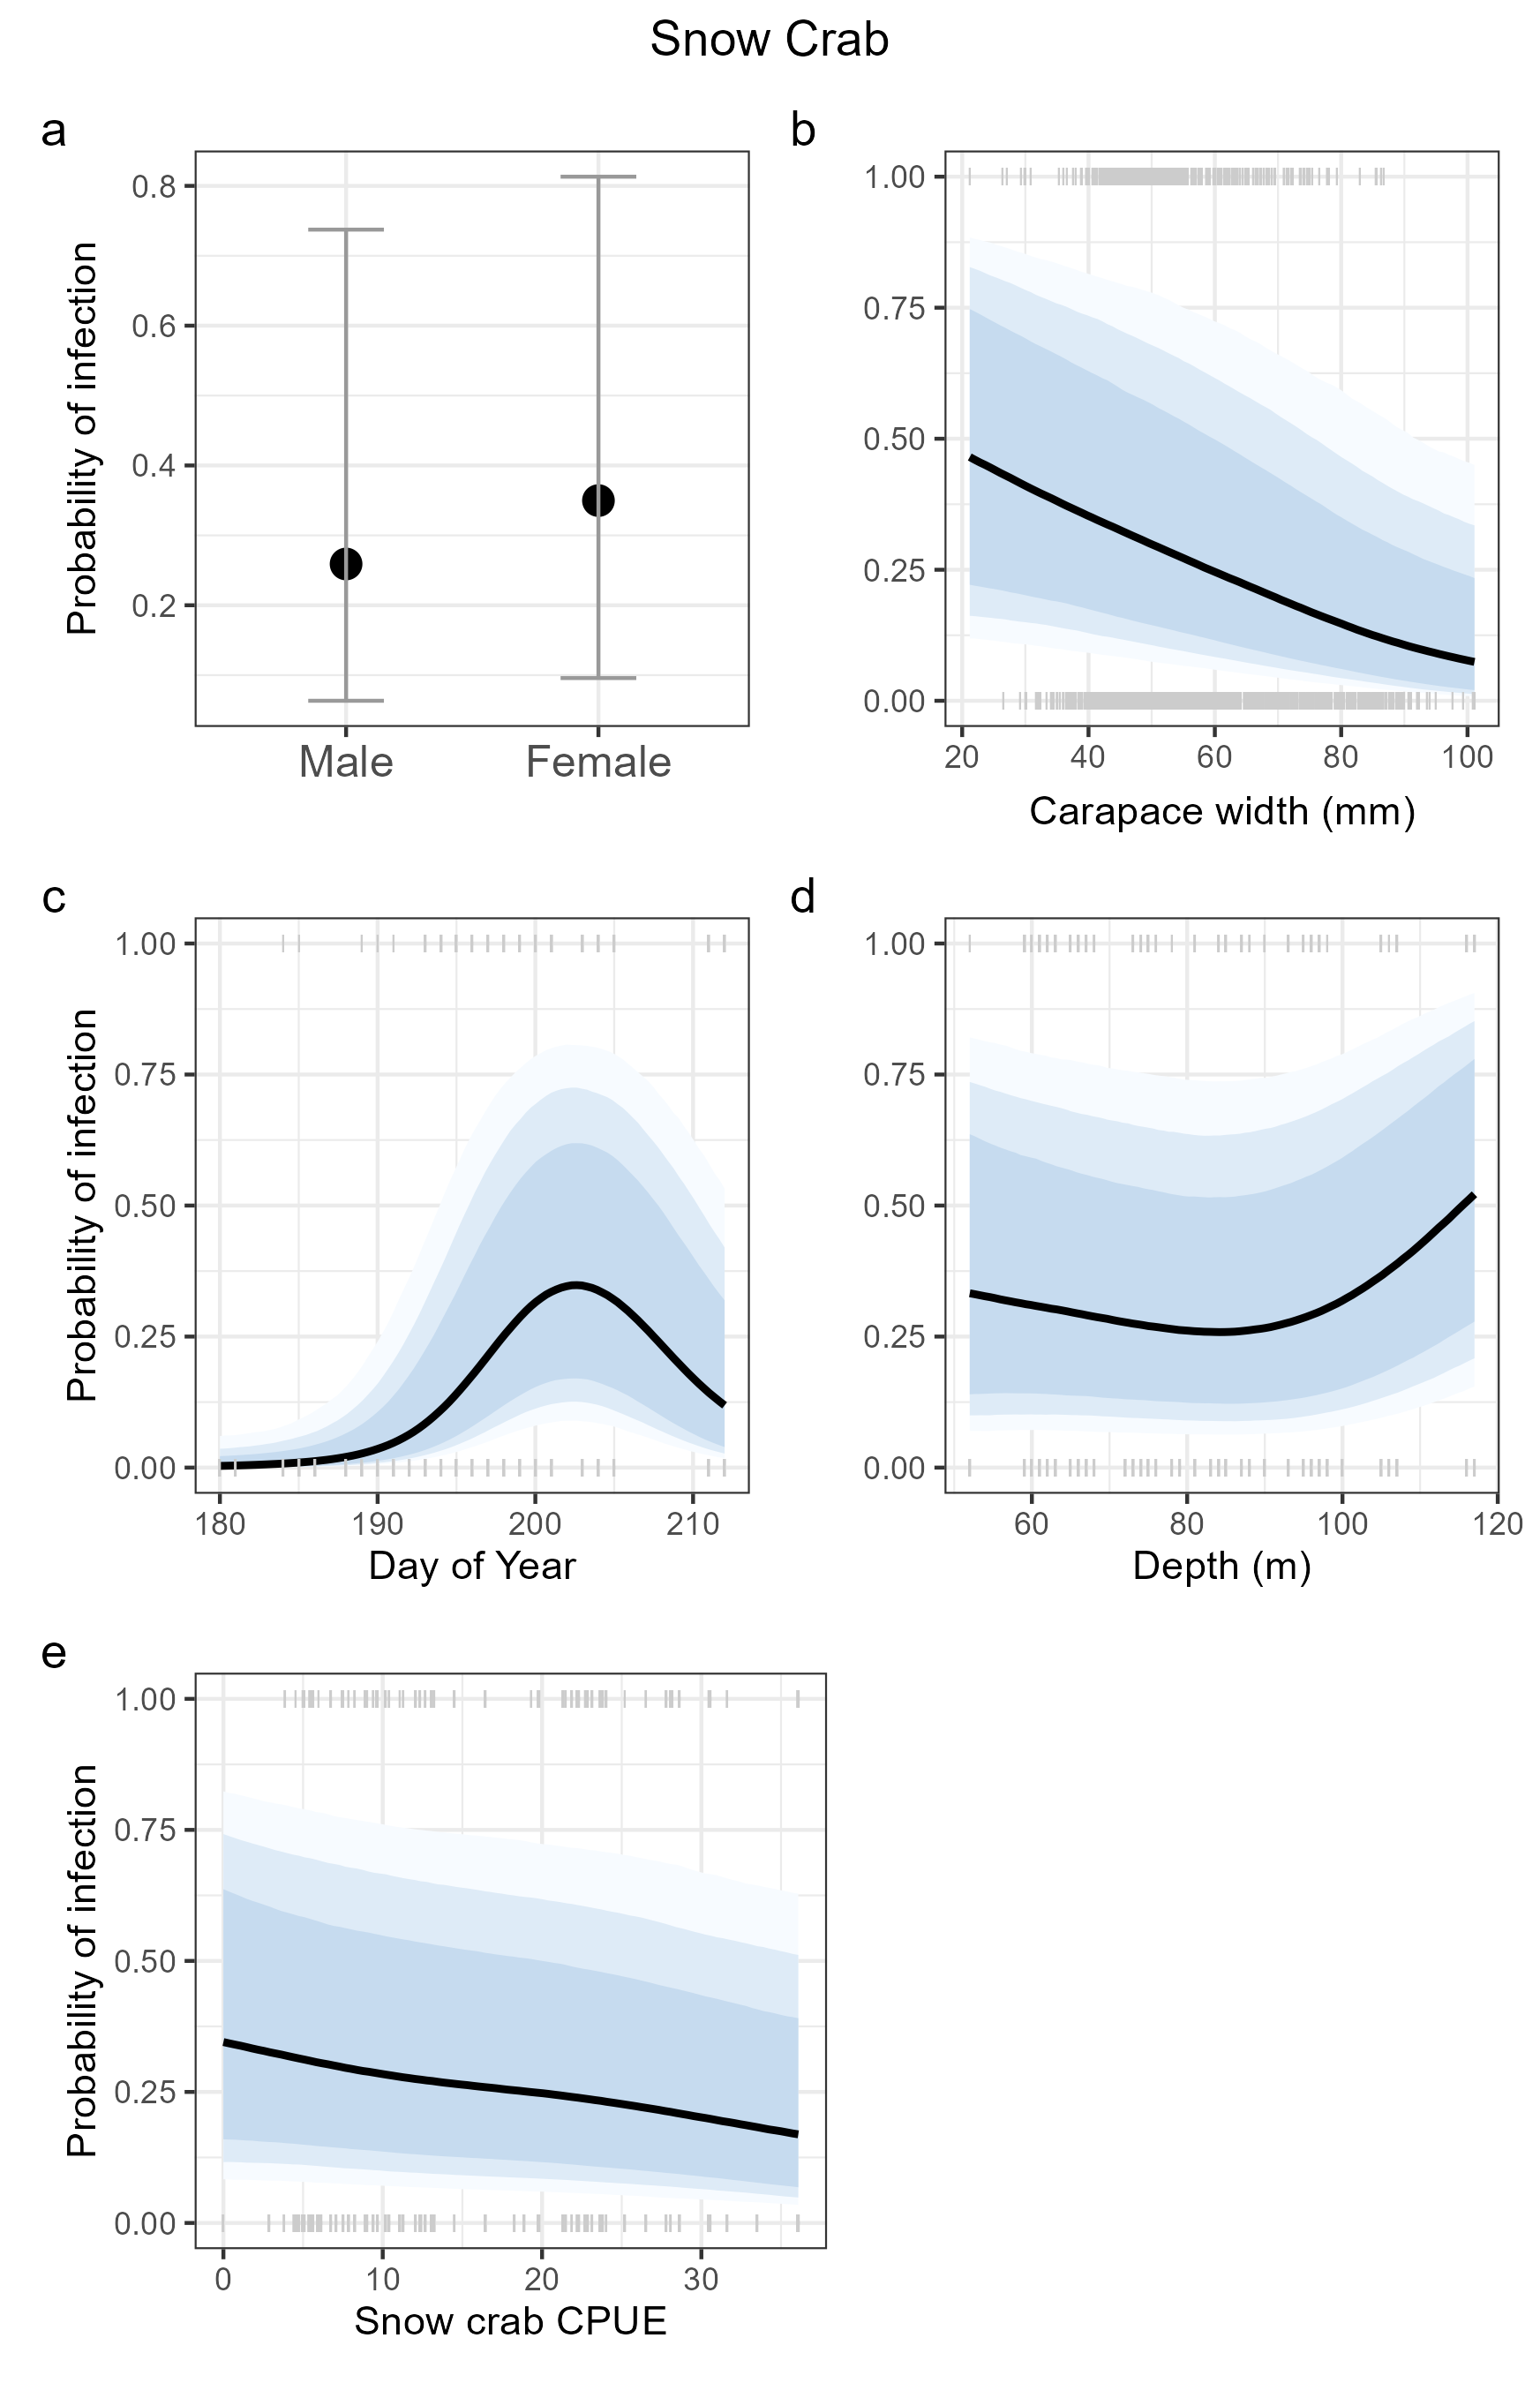 Snow Crab
a
Probability of infection
0.8
0.6
0.4
0.2
Male Female
b
1.00
0.75
0.50
0.25
0.00
20 40 60 80 100
Carapace width (mm)
c
Probability of infection
1.00
0.75
0.50
0.25
0.00
180 190 200 210
Day of Year
d
1.00
0.75
0.50
0.25
0.00
60 80 100 120
Depth (m)
e
Probability of infection
1.00
0.75
0.50
0.25
0.00
0 10 20 30
Snow crab CPUE